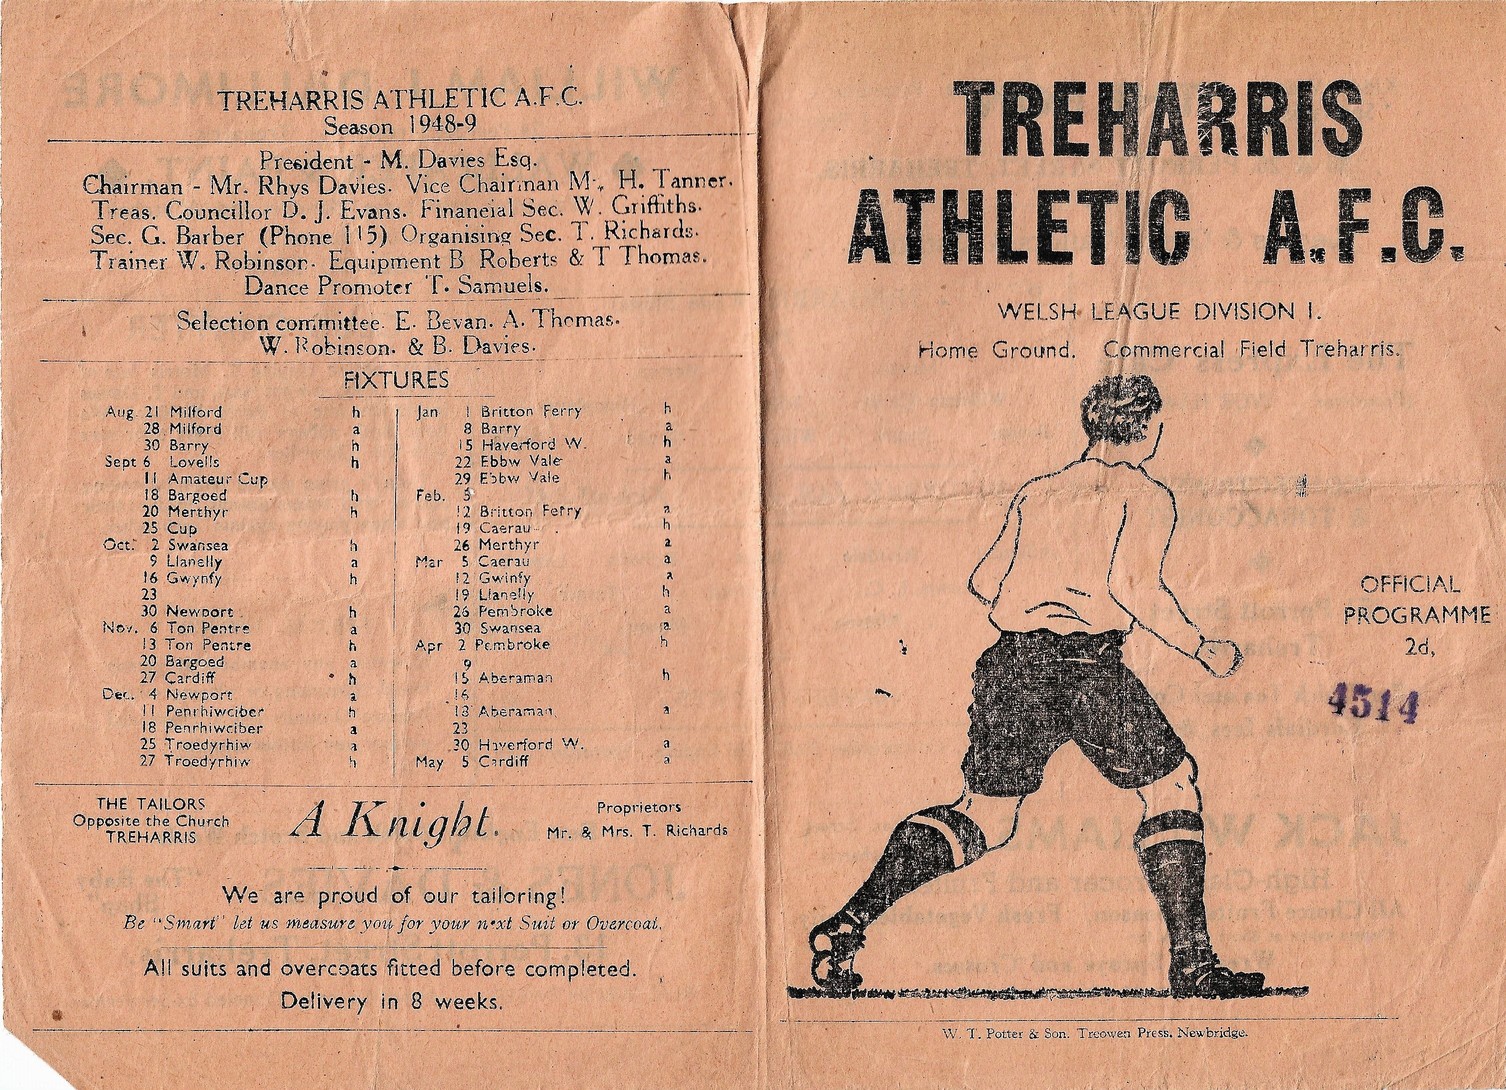 TREHARRIS ATHLETIC A.F.C.
Season 1948-9
President - M. Davies Esq.
Chairman - Mr. Rhys Davies. Vice Chairman Mr. H. Tanner.
Treas. Councillor D. J. Evans. Financial Sec. W. Griffiths.
Sec. G. Barber (Phone 115) Organising Sec. T. Richards.
Trainer W. Robinson. Equipment B Roberts & T Thomas.
Dance Promoter T. Samuels.
Selection committee. E. Bevan. A. Thomas.
W. Robinson. & B. Davies.
FIXTURES
Aug. 21 Milford h
28 Milford a
30 Barry h
Sept 6 Lovells h
11 Amateur Cup
18 Bargoed h
20 Merthyr h
25 Cup
Oct. 2 Swansea h
9 Llanelly a
16 Gwynfy h
23
30 Newport h
Nov. 6 Ton Pentre a
13 Ton Pentre h
20 Bargoed a
27 Cardiff h
Dec. 4 Newport a
11 Penrhiwciber h
18 Penrhiwciber a
25 Troedyrhiw a
27 Troedyrhiw h
Jan 1 Britton Ferry h
8 Barry a
15 Haverford W. h
22 Ebbw Vale a
29 Ebbw Vale h
Feb. 5
12 Britton Ferry a
19 Caerau h
26 Merthyr a
Mar 5 Caerau a
12 Gwinfy a
19 Llanelly h
26 Pembroke a
30 Swansea a
Apr 2 Pembroke h
9
15 Aberaman h
16
18 Aberaman a
23
30 Haverford W. a
May 5 Cardiff a
THE TAILORS
Opposite the Church
TREHARRIS
A Knight.
Proprietors
Mr. & Mrs. T. Richards
We are proud of our tailoring!
Be "Smart" let us measure you for your next Suit or Overcoat.
All suits and overcoats fitted before completed.
Delivery in 8 weeks.
TREHARRIS
ATHLETIC A.F.C.
WELSH LEAGUE DIVISION 1.
Home Ground. Commercial Field Treharris.
OFFICIAL
PROGRAMME
2d,
4514
W. T. Potter & Son. Treowen Press. Newbridge.